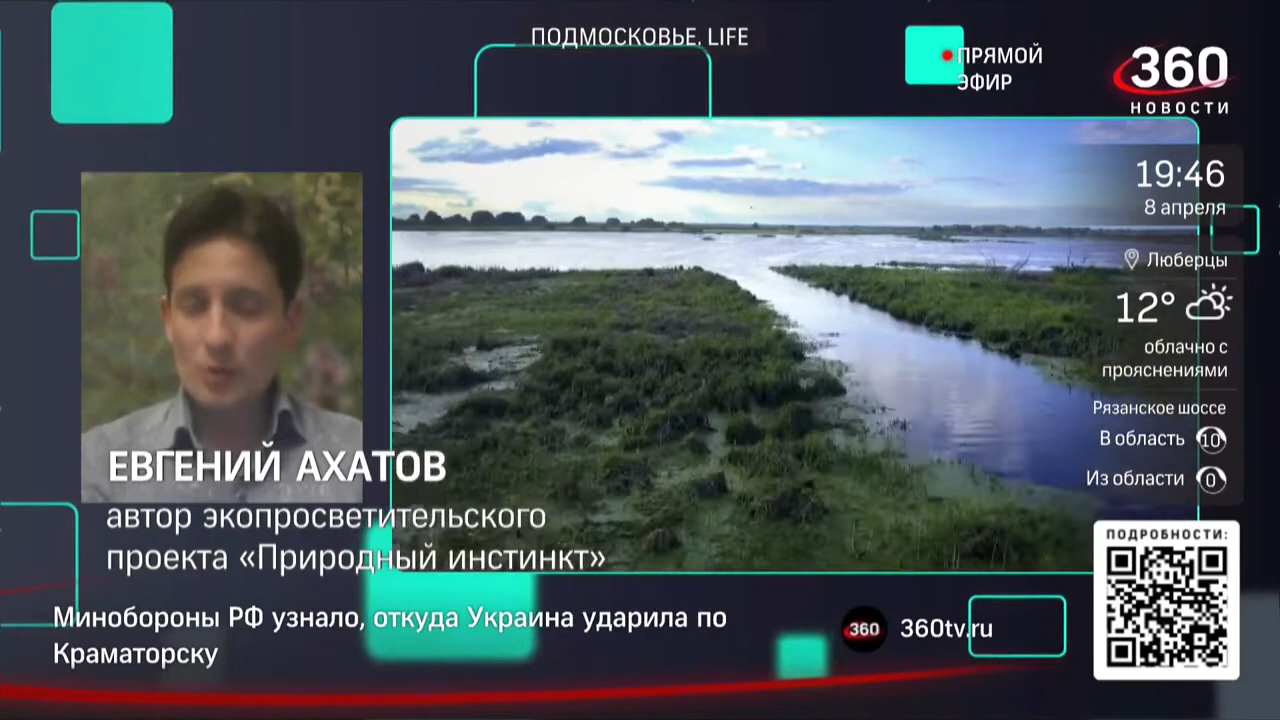 ПОДМОСКОВЬЕ. LIFE
ПРЯМОЙ
ЭФИР
360
НОВОСТИ
19:46
8 апреля
Люберцы
12°
облачно с
прояснениями
Рязанское шоссе
В область 10
Из области 0
ЕВГЕНИЙ АХАТОВ
автор экопросветительского
проекта «Природный инстинкт»
ПОДРОБНОСТИ:
Минобороны РФ узнало, откуда Украина ударила по
Краматорску
360 360tv.ru